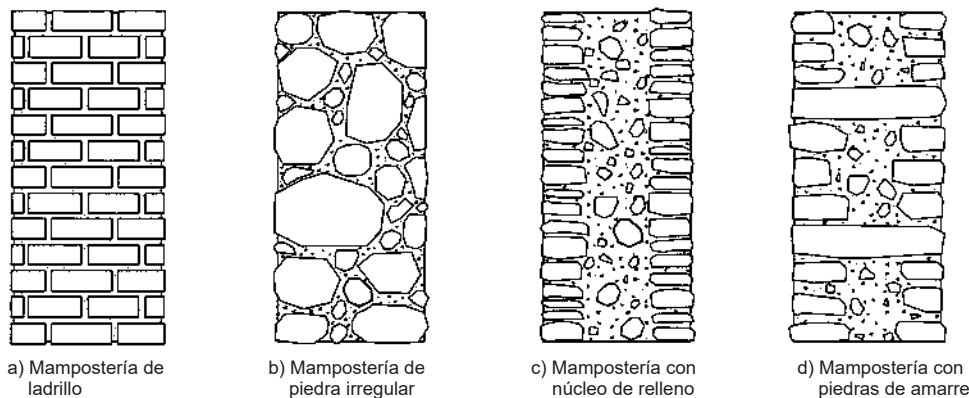 a) Mampostería de
ladrillo
b) Mampostería de
piedra irregular
c) Mampostería con
núcleo de relleno
d) Mampostería con
piedras de amarre